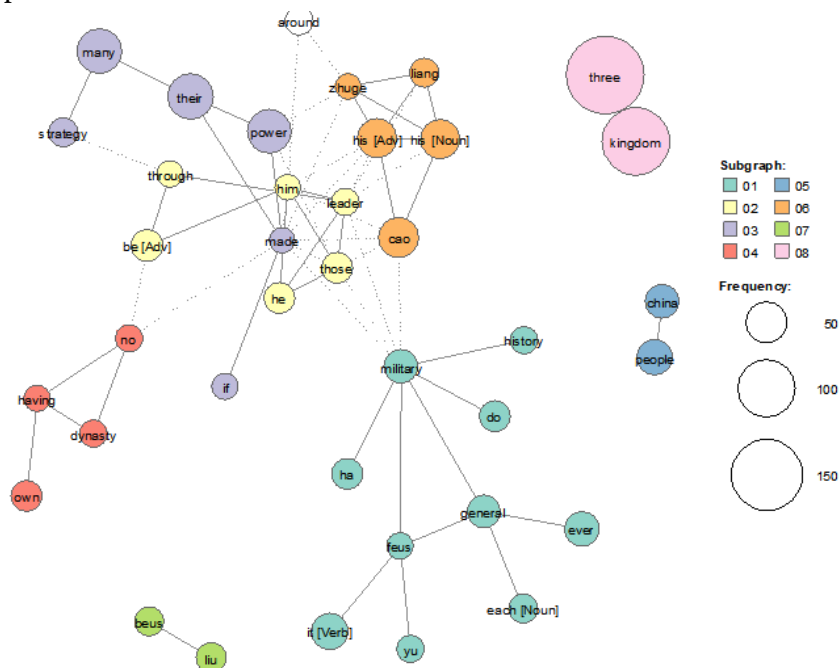 around
many
liang
zhuge
three
their
power
strategy
his [Adv]
his [Noun]
kingdom
through
him
leader
made
cao
be [Adv]
those
he
no
military
history
if
having
do
dynasty
ha
own
general
ever
feus
each [Noun]
it [Verb]
yu
beus
liu
china
people
Subgraph:
01 05
02 06
03 07
04 08
Frequency:
50
100
150